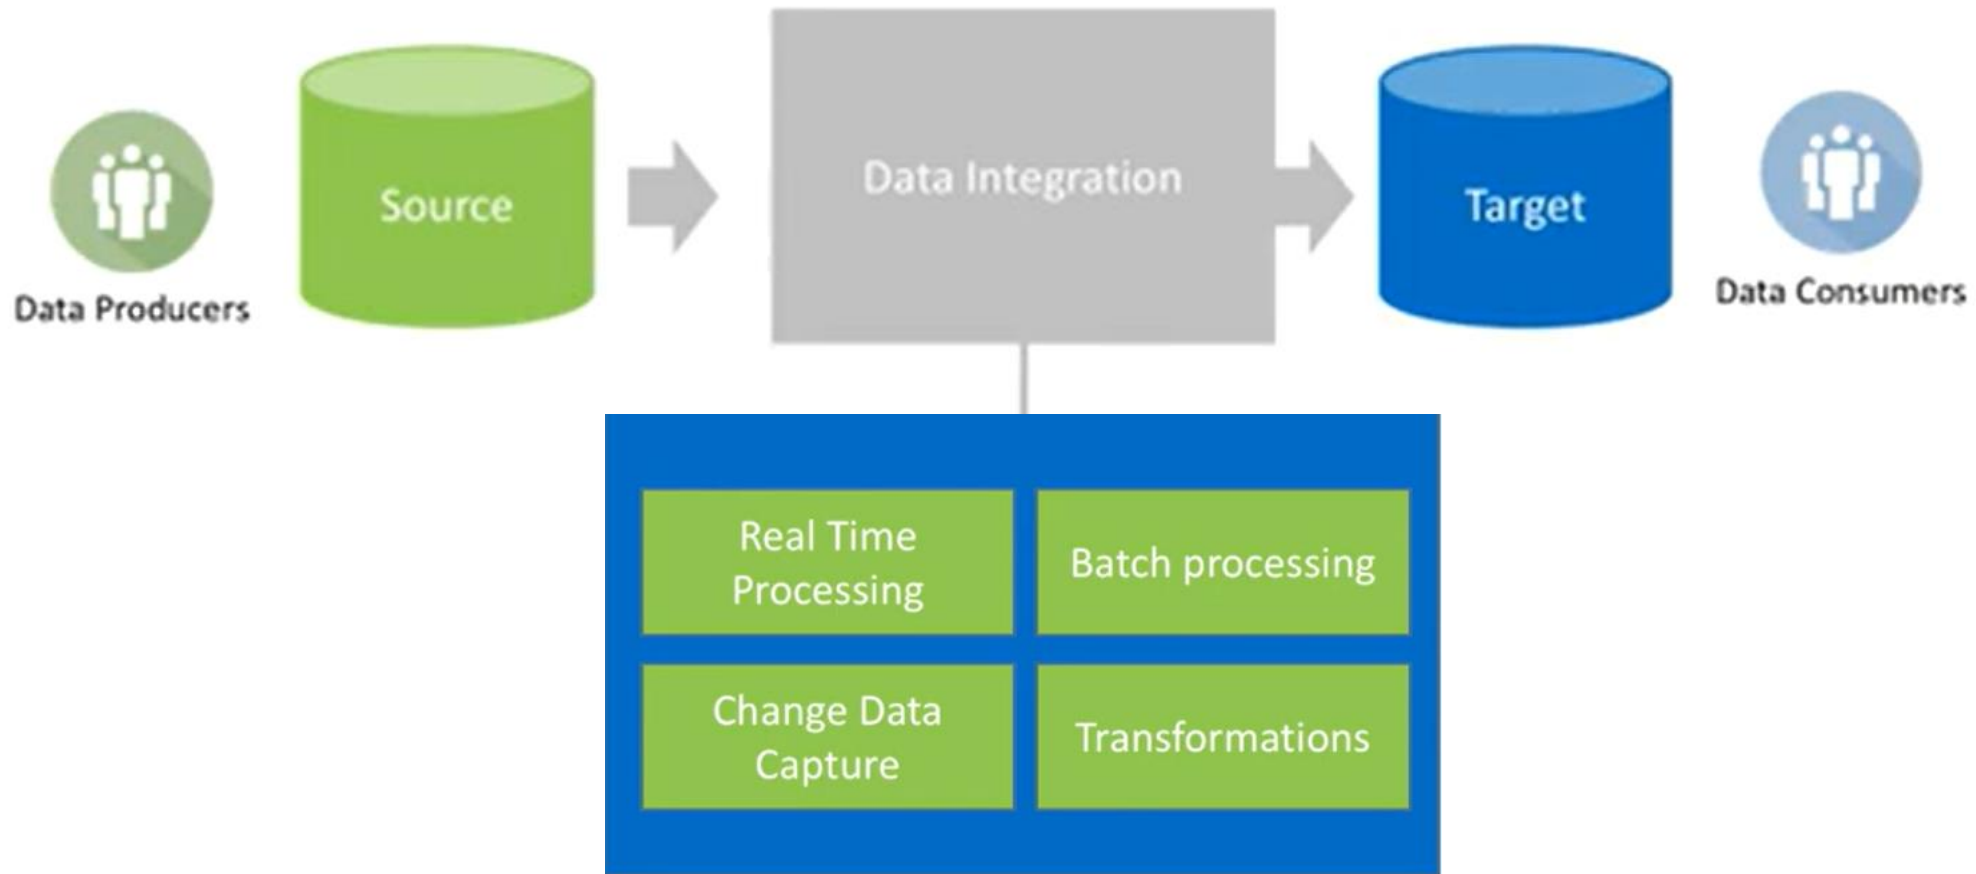 Data Producers
Source
Data Integration
Target
Data Consumers
Real Time
Processing
Batch processing
Change Data
Capture
Transformations